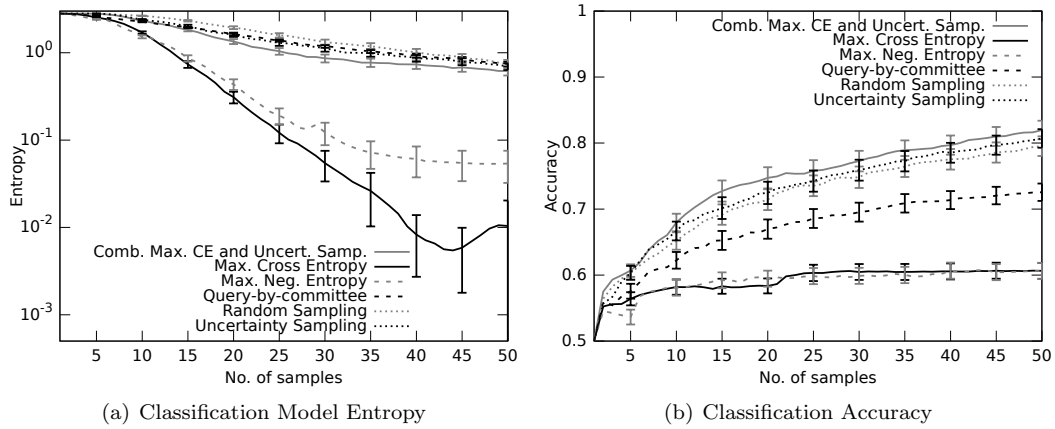 10^0
10^-1
10^-2
10^-3
Entropy
Comb. Max. CE and Uncert. Samp.
Max. Cross Entropy
Max. Neg. Entropy
Query-by-committee
Random Sampling
Uncertainty Sampling
5 10 15 20 25 30 35 40 45 50
No. of samples
(a) Classification Model Entropy
1
0.9
0.8
0.7
0.6
0.5
Accuracy
Comb. Max. CE and Uncert. Samp.
Max. Cross Entropy
Max. Neg. Entropy
Query-by-committee
Random Sampling
Uncertainty Sampling
5 10 15 20 25 30 35 40 45 50
No. of samples
(b) Classification Accuracy